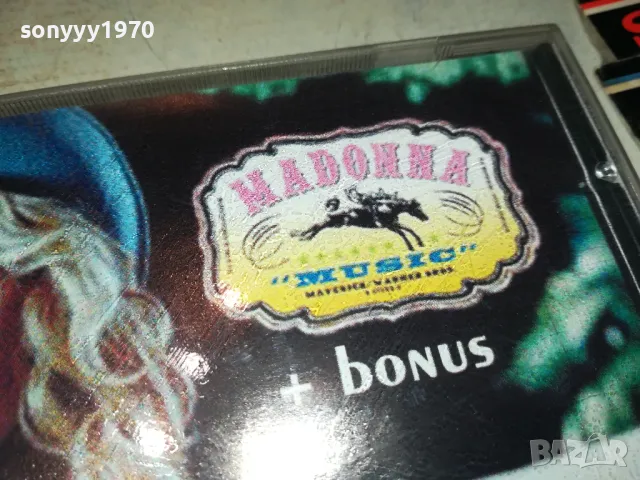 sonyyy1970
MADONNA
"MUSIC"
MAVERICK/WARNER BROS.
+ bonus
BAZAR